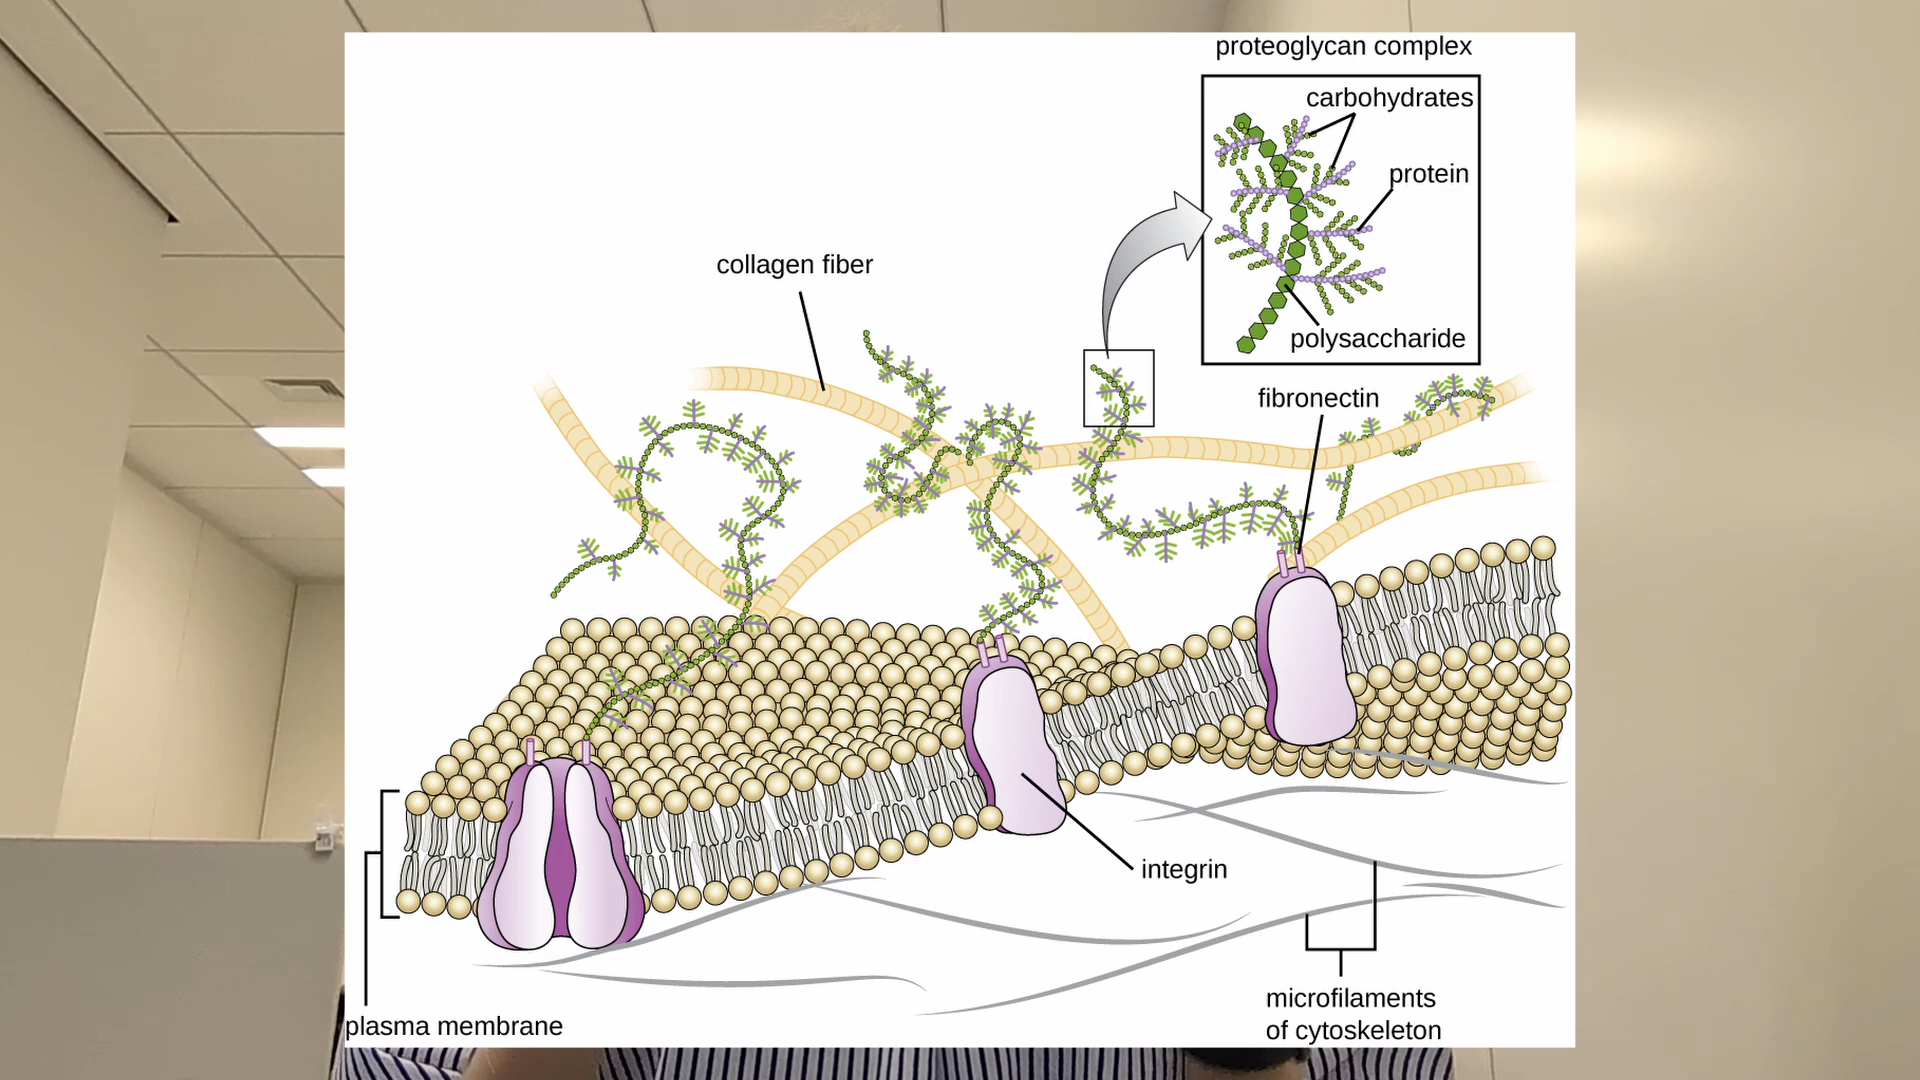 proteoglycan complex
carbohydrates
protein
polysaccharide
collagen fiber
fibronectin
integrin
microfilaments
of cytoskeleton
plasma membrane